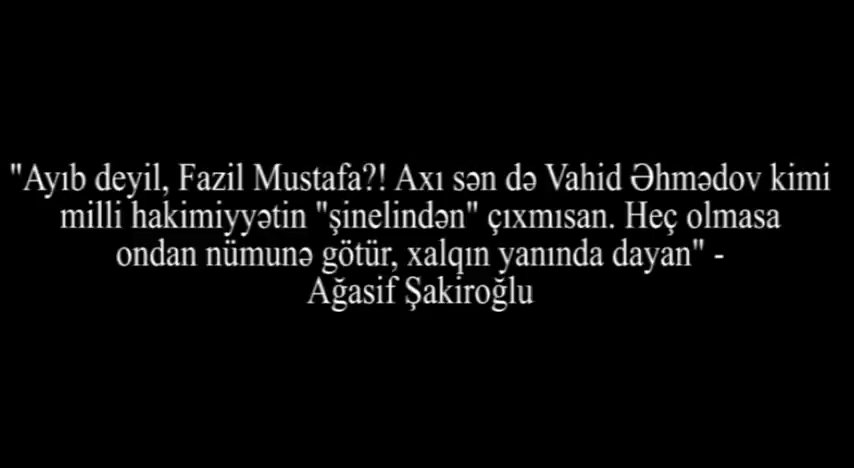 "Ayıb deyil, Fazil Mustafa?! Axı sən də Vahid Əhmədov kimi
milli hakimiyyətin "şinelindən" çıxmısan. Heç olmasa
ondan nümunə götür, xalqın yanında dayan" -
Ağasif Şakiroğlu